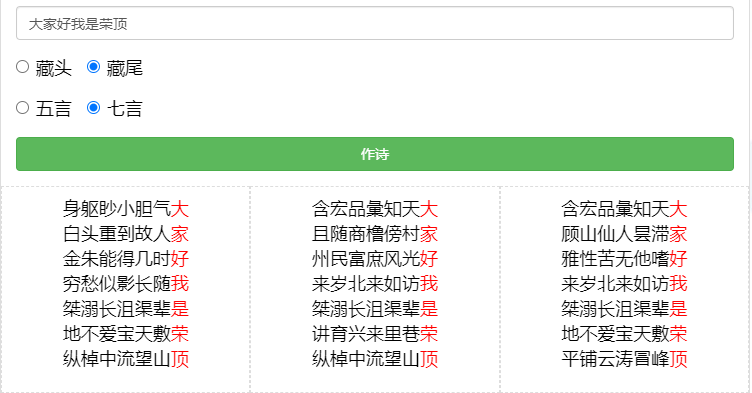 大家好我是荣顶
藏头 藏尾
五言 七言
作诗
身躯眇小胆气大
白头重到故人家
金朱能得几时好
穷愁似影长随我
桀溺长沮渠辈是
地不爱宝天敷荣
纵棹中流望山顶
含宏品彙知天大
且随商橹傍村家
州民富庶风光好
来岁北来如访我
桀溺长沮渠辈是
讲育兴来里巷荣
纵棹中流望山顶
含宏品彙知天大
顾山仙人昙滞家
雅性苦无他嗜好
来岁北来如访我
桀溺长沮渠辈是
地不爱宝天敷荣
平铺云涛冐峰顶